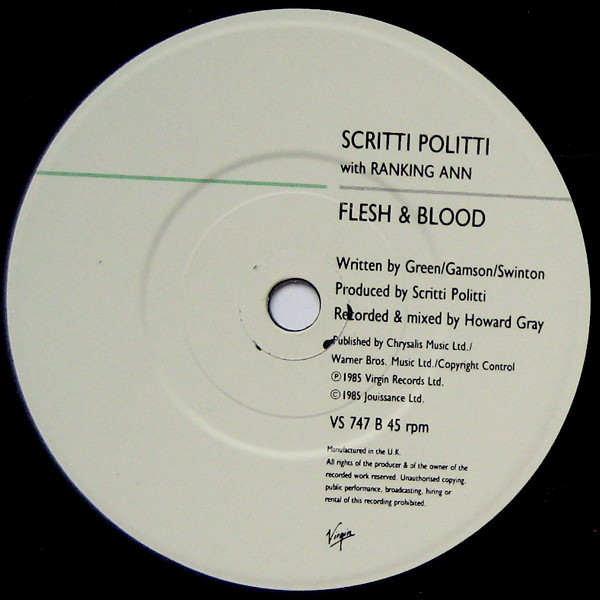 SCRITTI POLITTI
with RANKING ANN
FLESH & BLOOD
Written by Green/Gamson/Swinton
Produced by Scritti Politti
Recorded & mixed by Howard Gray
Published by Chrysalis Music Ltd./
Warner Bros. Music Ltd./Copyright Control
Ⓟ1985 Virgin Records Ltd.
©1985 Jouissance Ltd.
VS 747 B 45 rpm
Manufactured in the U.K.
All rights of the producer & of the owner of the
recorded work reserved. Unauthorised copying,
public performance, broadcasting, hiring or
rental of this recording prohibited.
Virgin